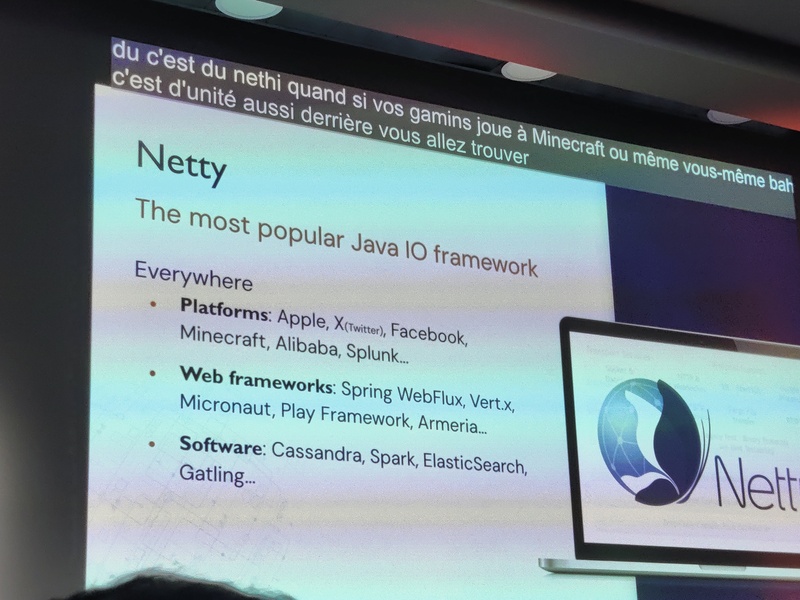 du c'est du nethi quand si vos gamins joue à Minecraft ou même vous-même bah
c'est d'unité aussi derrière vous allez trouver
Netty
The most popular Java IO framework
Everywhere
• Platforms: Apple, X(Twitter), Facebook,
Minecraft, Alibaba, Splunk...
• Web frameworks: Spring WebFlux, Vert.x,
Micronaut, Play Framework, Armeria...
• Software: Cassandra, Spark, ElasticSearch,
Gatling...
Nett